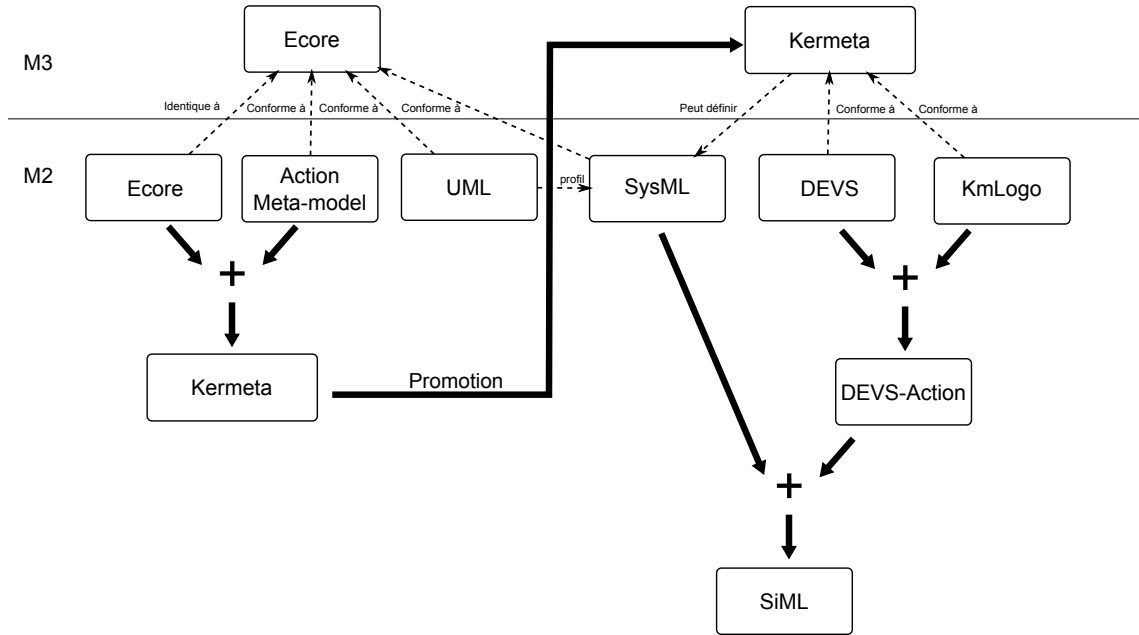 Ecore
Kermeta
M3
Identique à
Conforme à
Conforme à
Conforme à
Peut définir
Conforme à
Conforme à
M2
Ecore
Action
Meta-model
UML
profil
SysML
DEVS
KmLogo
+
+
Kermeta
Promotion
DEVS-Action
+
SiML